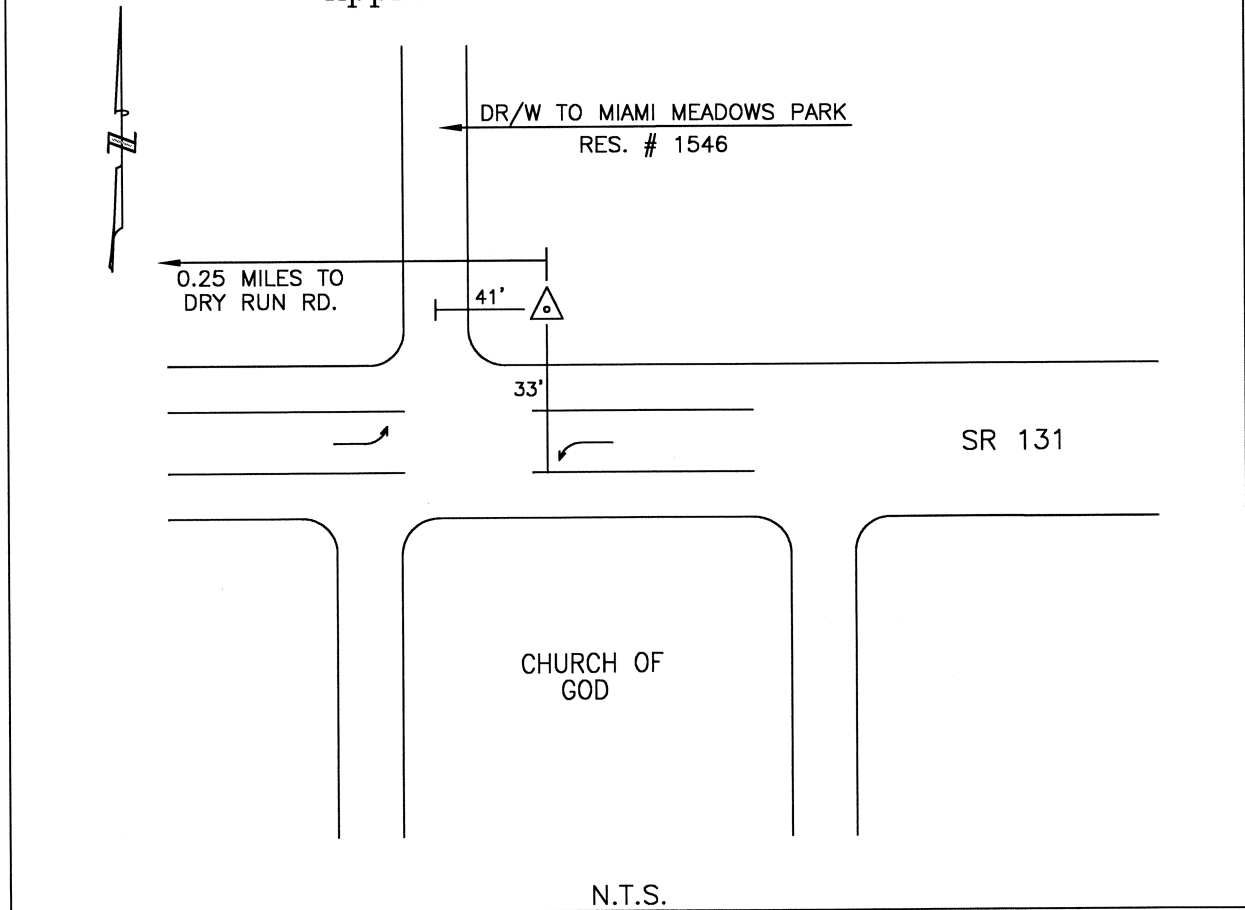 DR/W TO MIAMI MEADOWS PARK
RES. # 1546
N
0.25 MILES TO
DRY RUN RD.
41'
33'
SR 131
CHURCH OF
GOD
N.T.S.